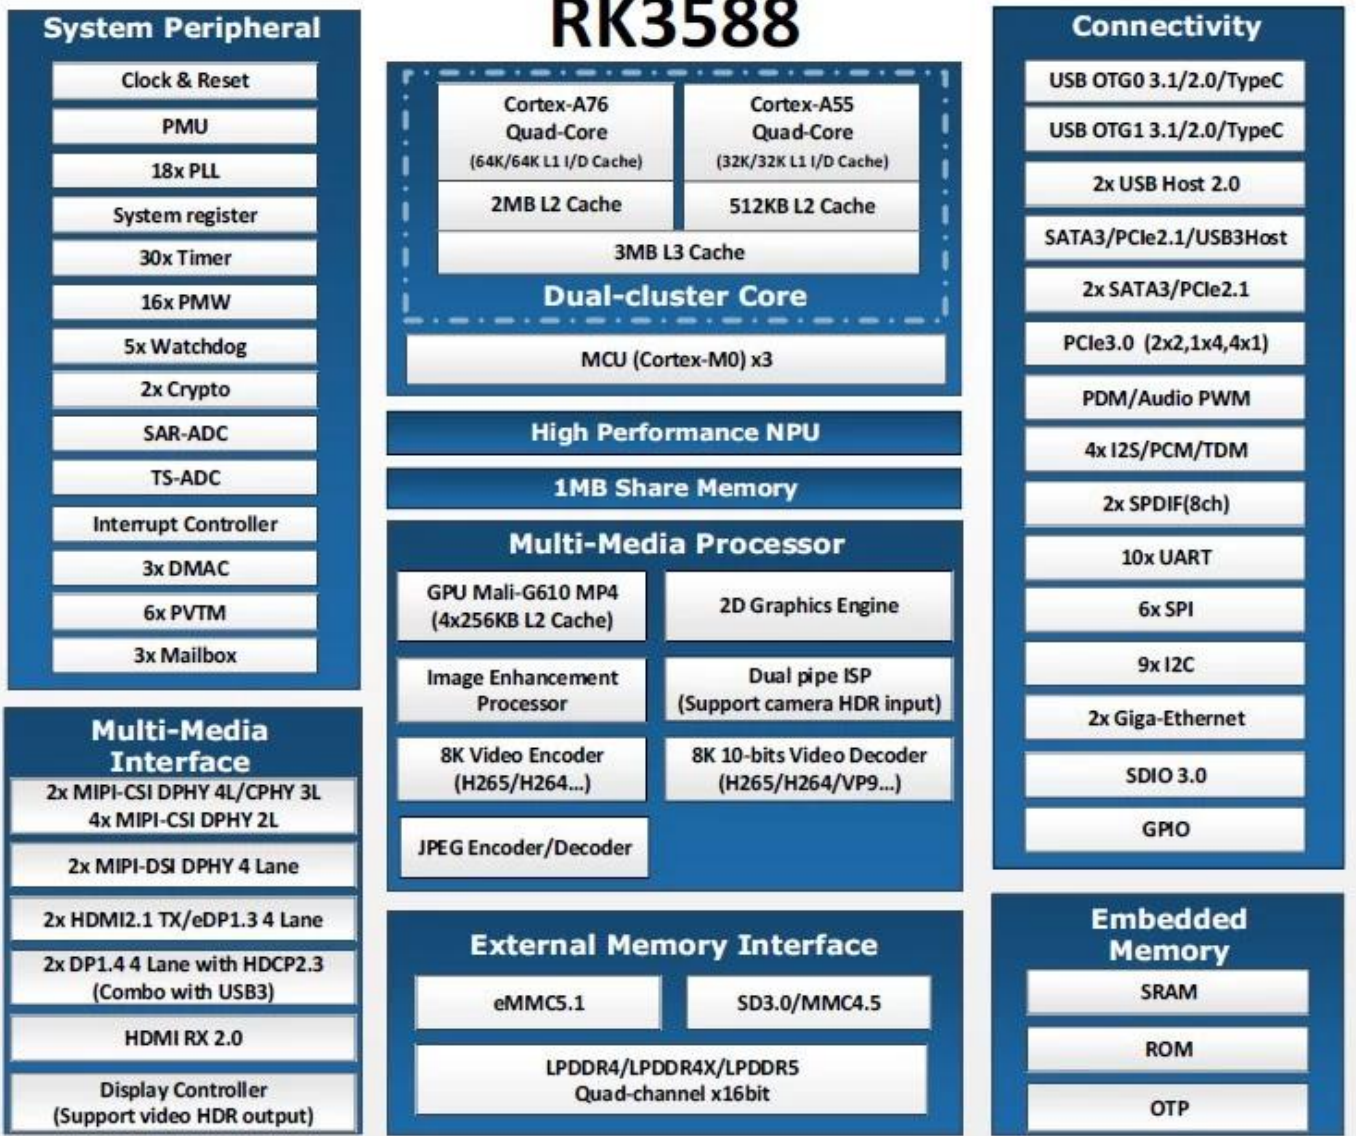 RK3588
System Peripheral
Clock & Reset
PMU
18x PLL
System register
30x Timer
16x PMW
5x Watchdog
2x Crypto
SAR-ADC
TS-ADC
Interrupt Controller
3x DMAC
6x PVTM
3x Mailbox
Multi-Media
Interface
2x MIPI-CSI DPHY 4L/CPHY 3L
4x MIPI-CSI DPHY 2L
2x MIPI-DSI DPHY 4 Lane
2x HDMI2.1 TX/eDP1.3 4 Lane
2x DP1.4 4 Lane with HDCP2.3
(Combo with USB3)
HDMI RX 2.0
Display Controller
(Support video HDR output)
Cortex-A76
Quad-Core
(64K/64K L1 I/D Cache)
2MB L2 Cache
Cortex-A55
Quad-Core
(32K/32K L1 I/D Cache)
512KB L2 Cache
3MB L3 Cache
Dual-cluster Core
MCU (Cortex-M0) x3
High Performance NPU
1MB Share Memory
Multi-Media Processor
GPU Mali-G610 MP4
(4x256KB L2 Cache)
2D Graphics Engine
Image Enhancement
Processor
Dual pipe ISP
(Support camera HDR input)
8K Video Encoder
(H265/H264...)
8K 10-bits Video Decoder
(H265/H264/VP9...)
JPEG Encoder/Decoder
External Memory Interface
eMMC5.1
SD3.0/MMC4.5
LPDDR4/LPDDR4X/LPDDR5
Quad-channel x16bit
Connectivity
USB OTG0 3.1/2.0/TypeC
USB OTG1 3.1/2.0/TypeC
2x USB Host 2.0
SATA3/PCIe2.1/USB3Host
2x SATA3/PCIe2.1
PCIe3.0 (2x2,1x4,4x1)
PDM/Audio PWM
4x I2S/PCM/TDM
2x SPDIF(8ch)
10x UART
6x SPI
9x I2C
2x Giga-Ethernet
SDIO 3.0
GPIO
Embedded
Memory
SRAM
ROM
OTP